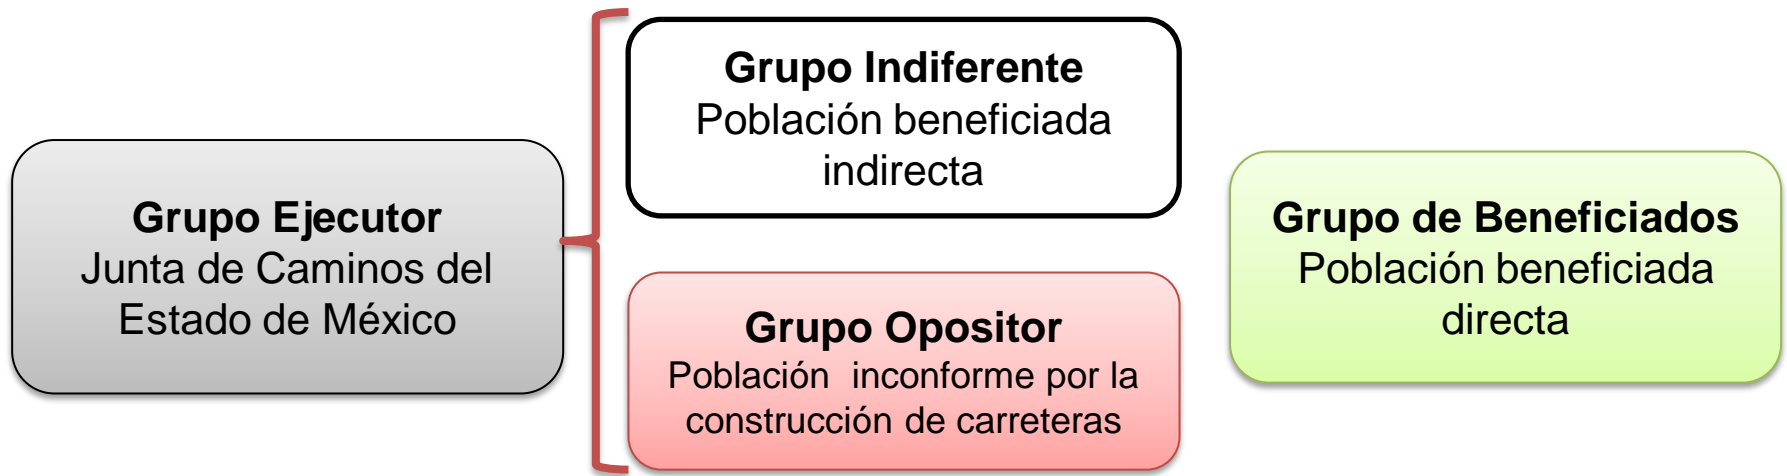 Grupo Ejecutor
Junta de Caminos del
Estado de México
Grupo Indiferente
Población beneficiada
indirecta
Grupo Opositor
Población inconforme por la
construcción de carreteras
Grupo de Beneficiados
Población beneficiada
directa